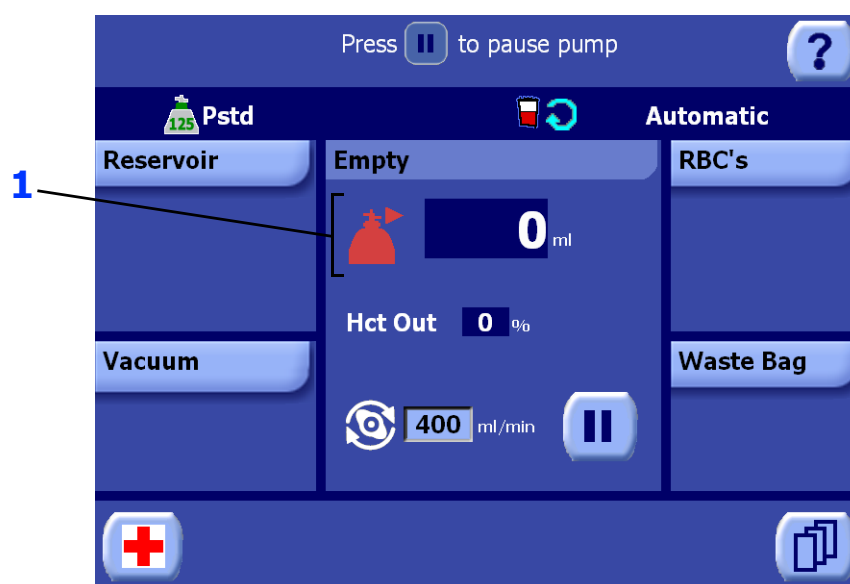 Press to pause pump
?
125 Pstd
Automatic
Reservoir
Empty
RBC's
1
0 ml
Hct Out 0 %
Vacuum
Waste Bag
400 ml/min